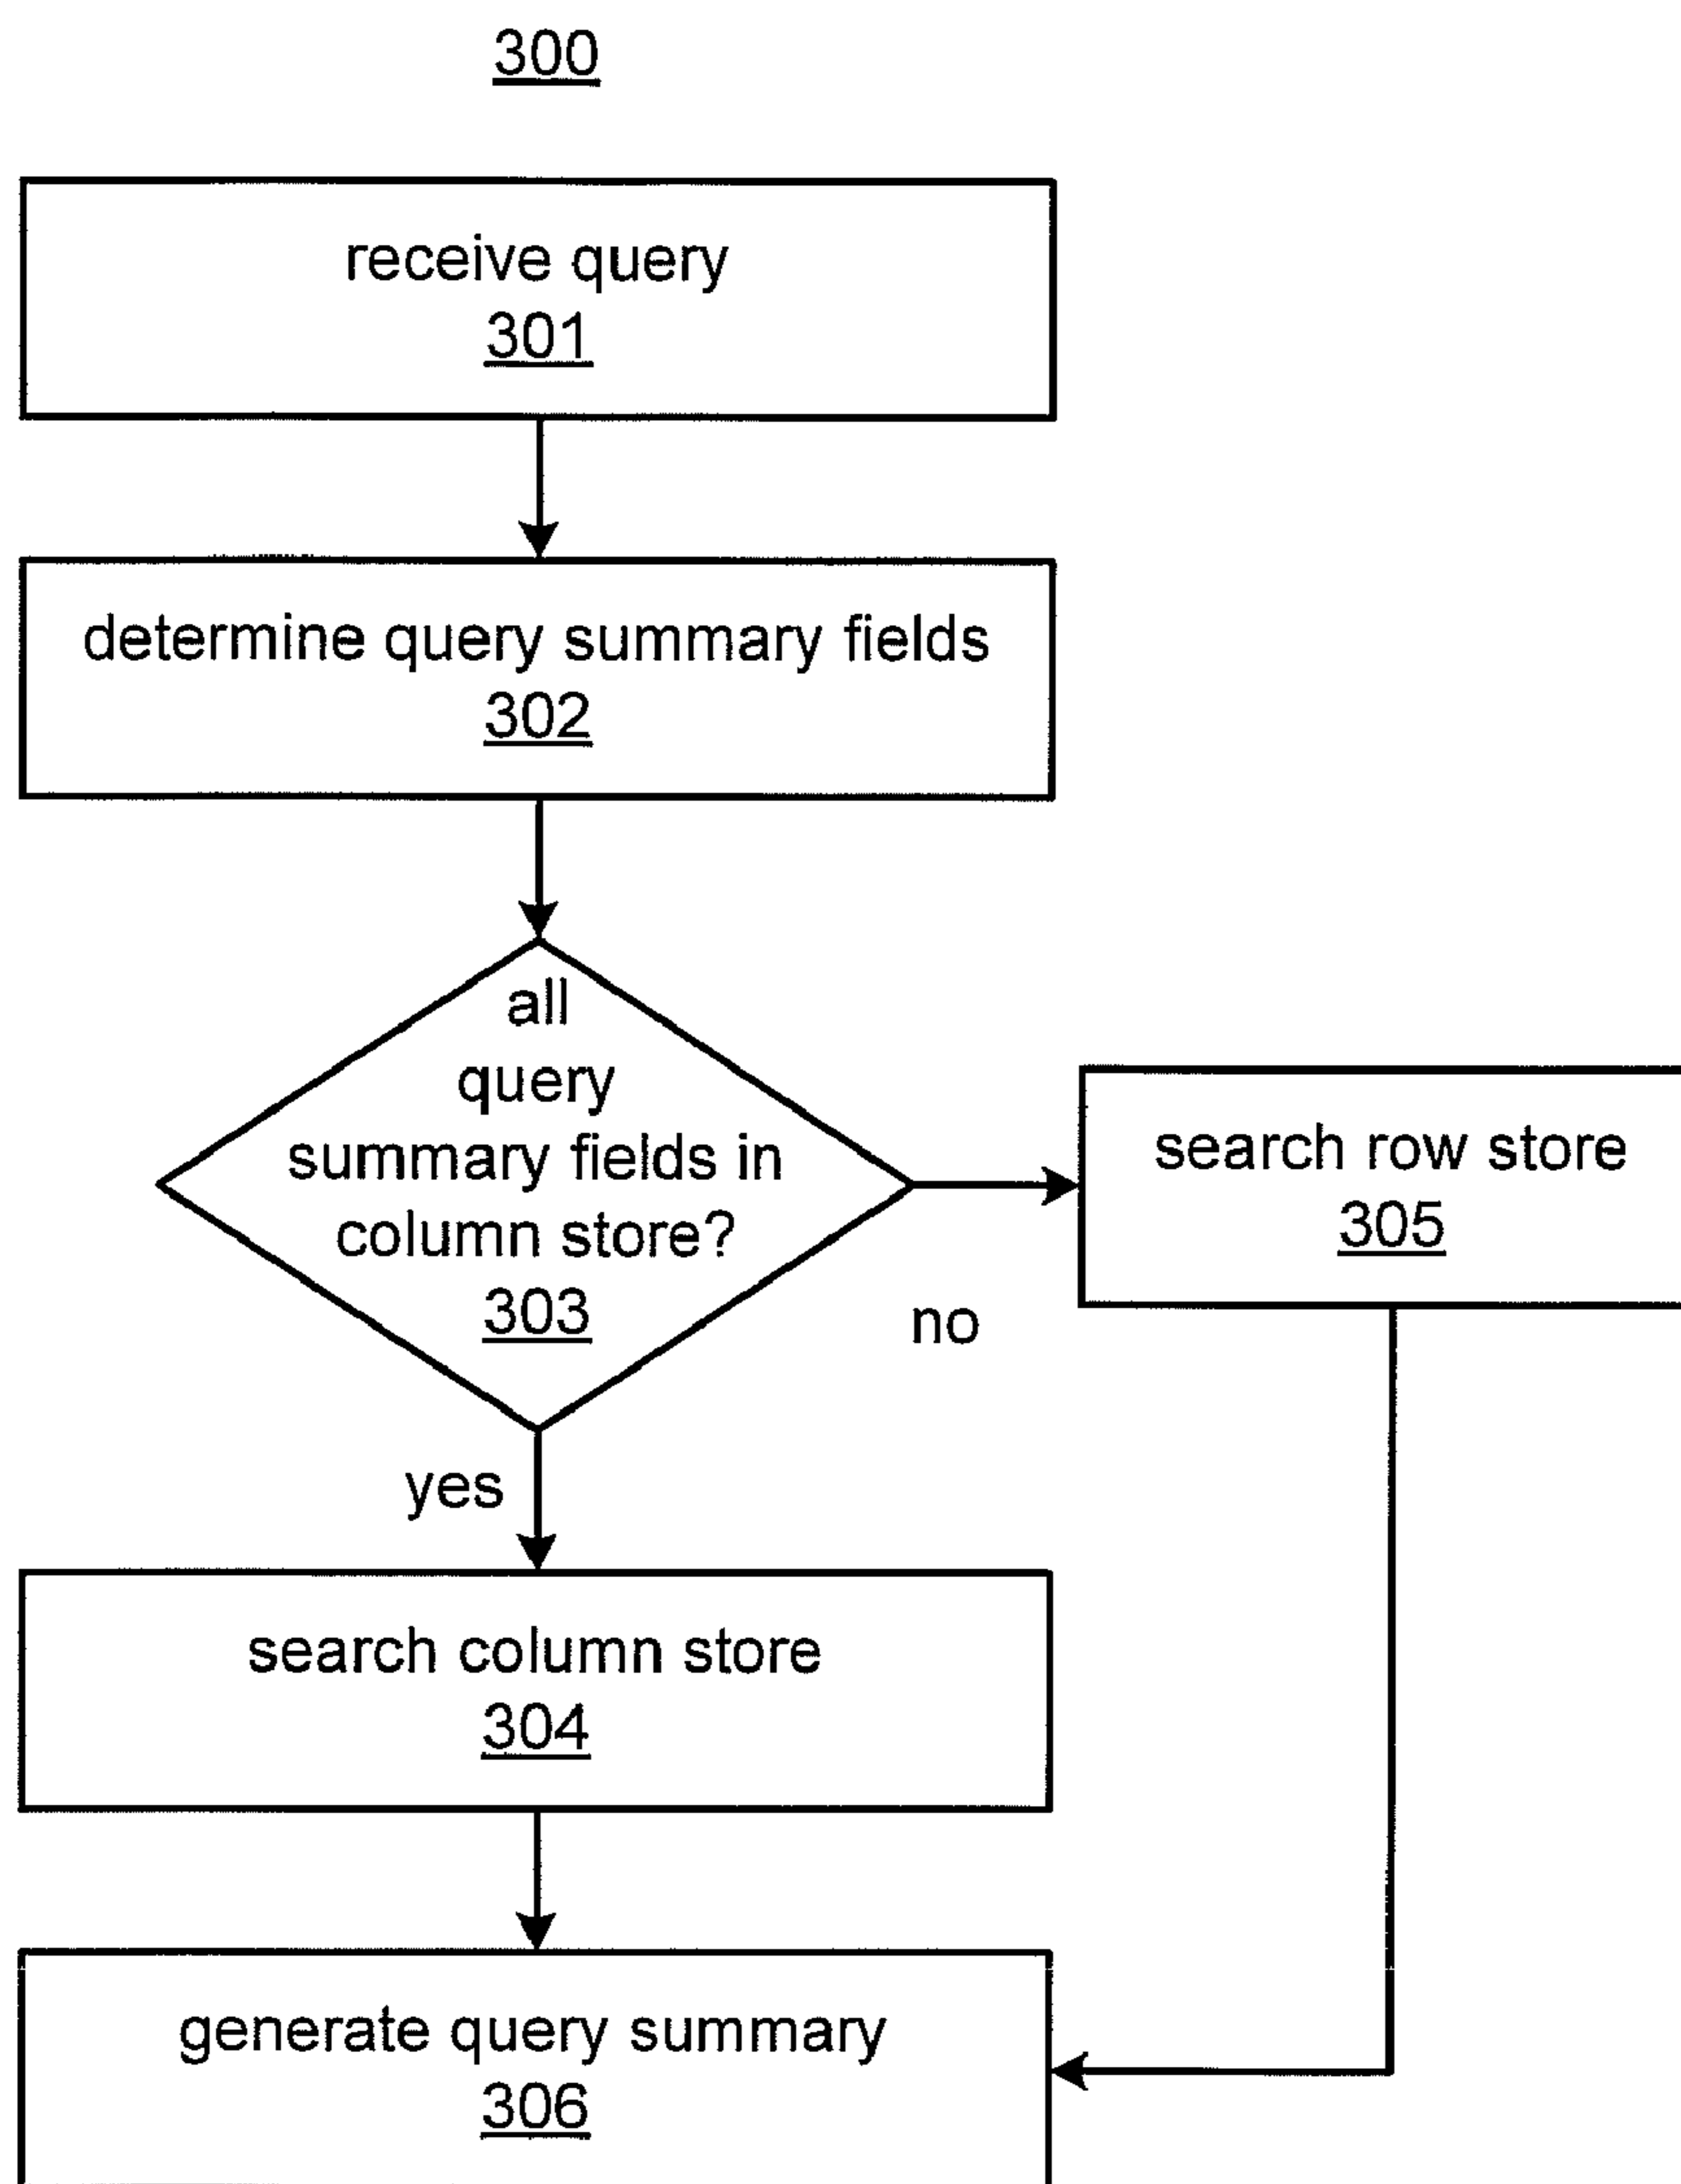 300
receive query
301
determine query summary fields
302
all
query
summary fields in
column store?
303
no
search row store
305
yes
search column store
304
generate query summary
306